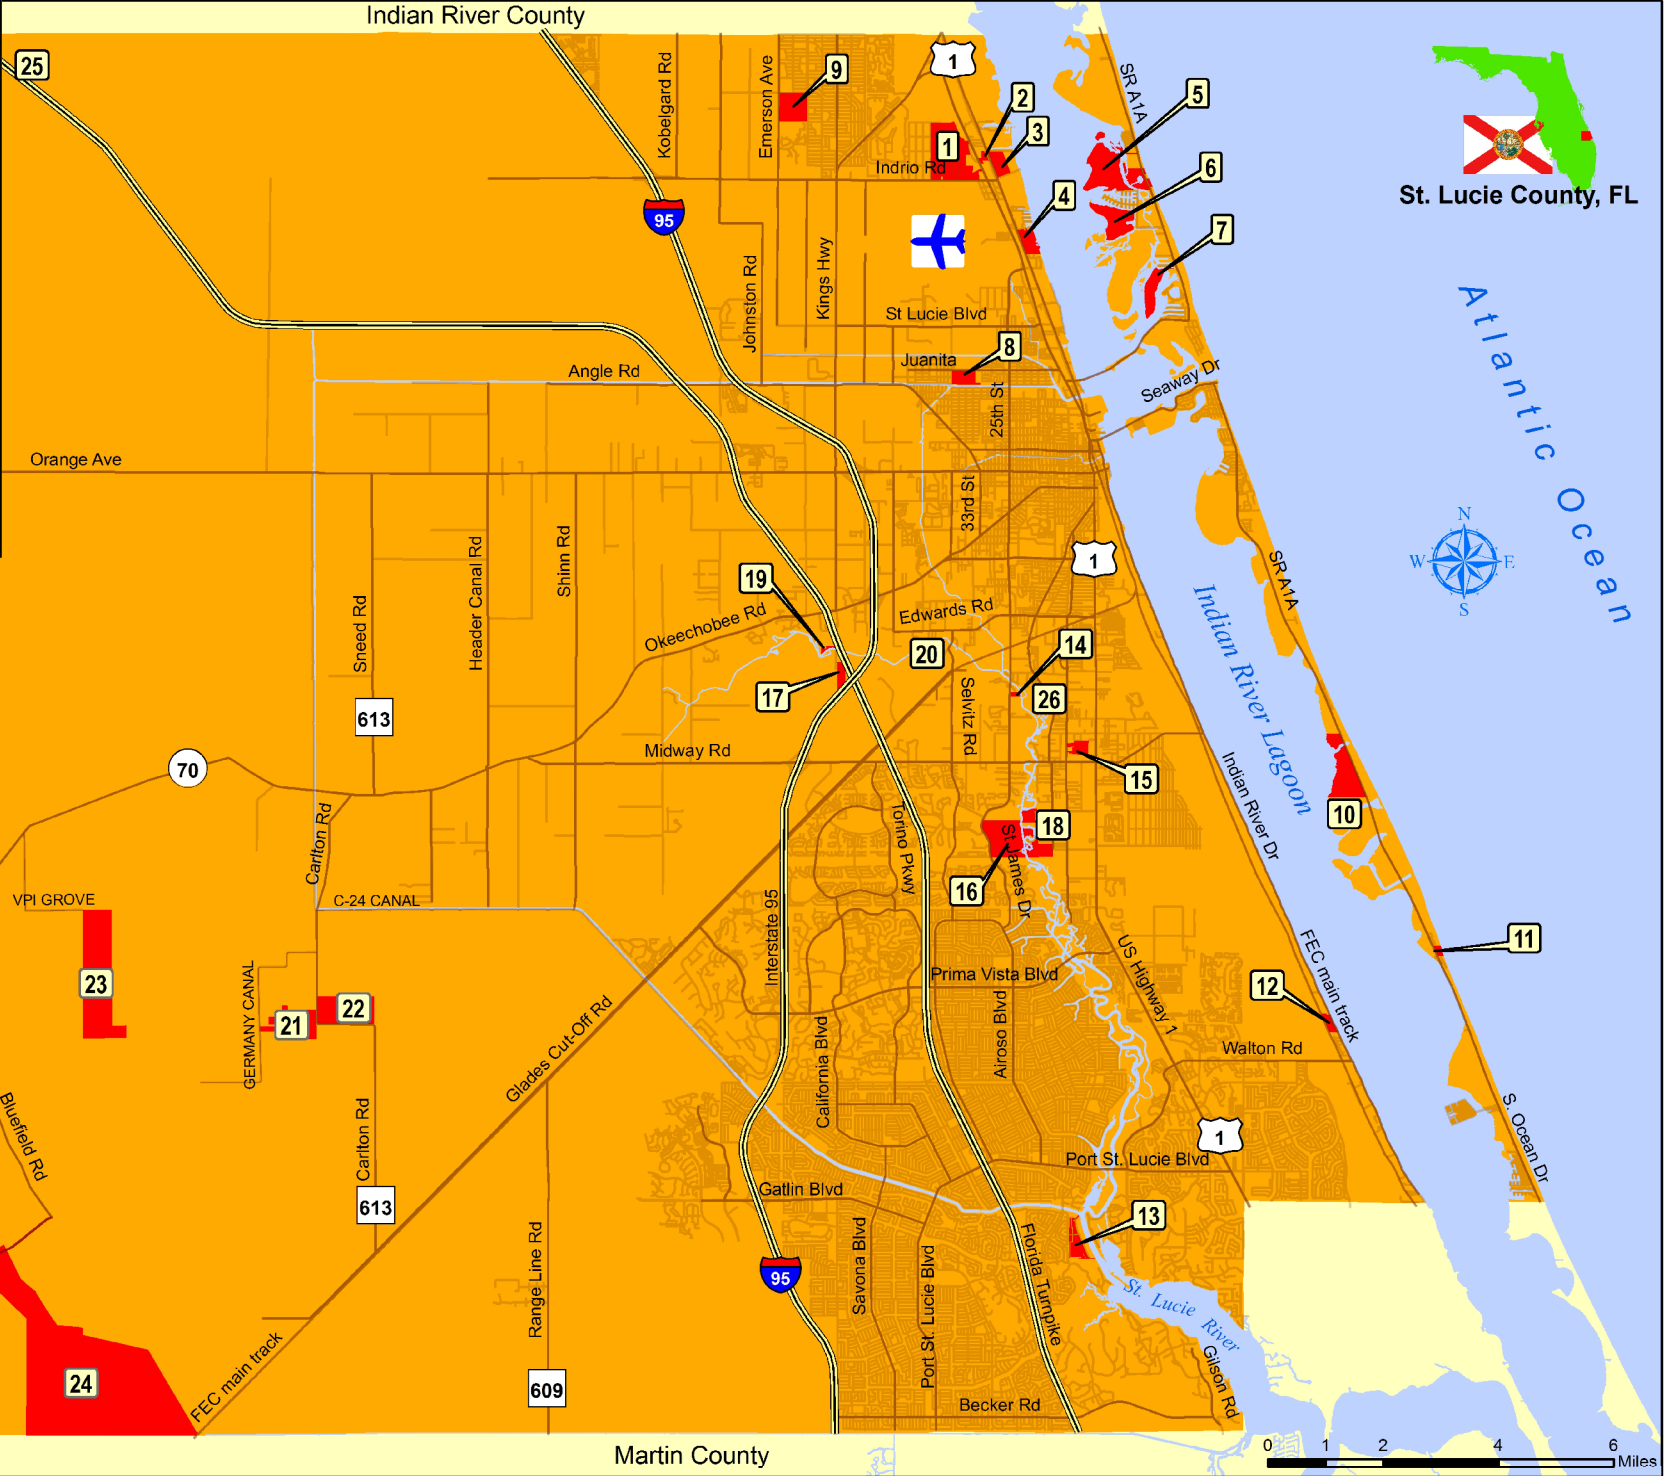 Indian River County
25
9
1
2
3
5
6
4
7
1
Kobelgard Rd
Emerson Ave
SR A1A
Indrio Rd
St. Lucie County, FL
95
Johnston Rd
Kings Hwy
St Lucie Blvd
8
Juanita
Angle Rd
25th St
Seaway Dr
Atlantic Ocean
Orange Ave
33rd St
1
N
W
E
S
Sneed Rd
Header Canal Rd
Shinn Rd
19
Okeechobee Rd
Edwards Rd
20
14
SR A1A
Indian River Lagoon
17
26
Selvitz Rd
613
Midway Rd
70
15
Indian River Dr
10
Carlton Rd
Torino Pkwy
St. James Dr
18
16
VPI GROVE
C-24 CANAL
Interstate 95
US Highway 1
FEC main track
11
23
Prima Vista Blvd
12
GERMANY CANAL
21
22
Glades Cut-Off Rd
California Blvd
Airoso Blvd
Walton Rd
Bluefield Rd
Carlton Rd
1
S. Ocean Dr
Port St. Lucie Blvd
613
Gatlin Blvd
13
Range Line Rd
95
Savona Blvd
Port St. Lucie Blvd
Florida Turnpike
St. Lucie River
Gilson Rd
24
FEC main track
609
Becker Rd
Martin County
0 1 2 4 6
Miles